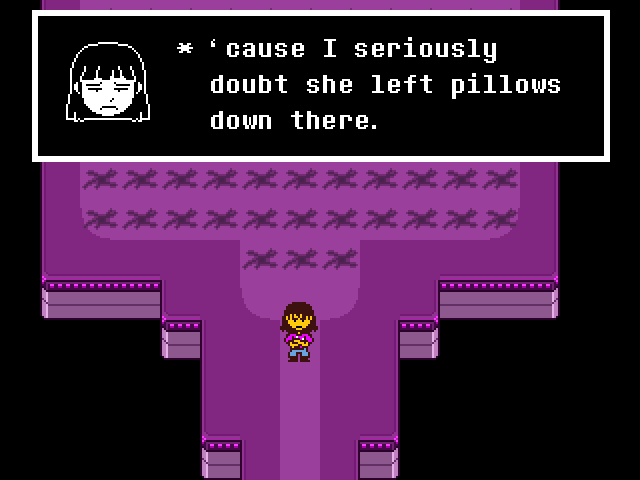 * ‘cause I seriously
doubt she left pillows
down there.